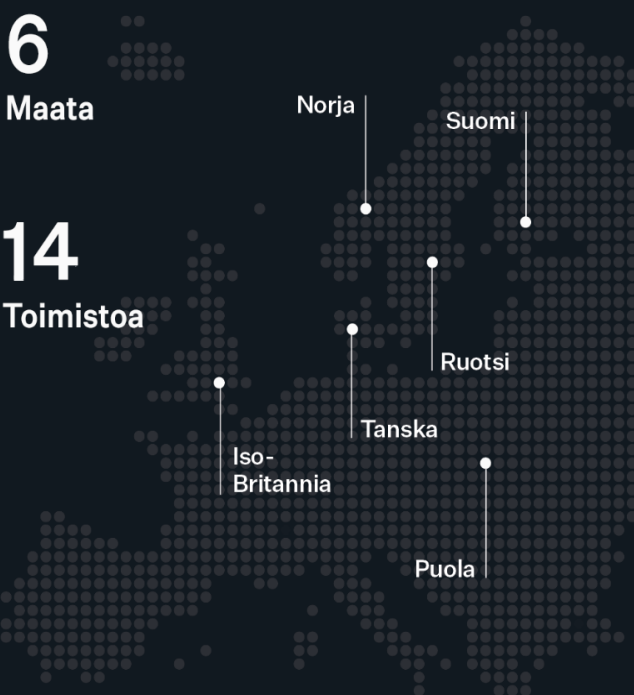 6
Maata
Norja
Suomi
14
Toimistoa
Ruotsi
Tanska
Iso-
Britannia
Puola